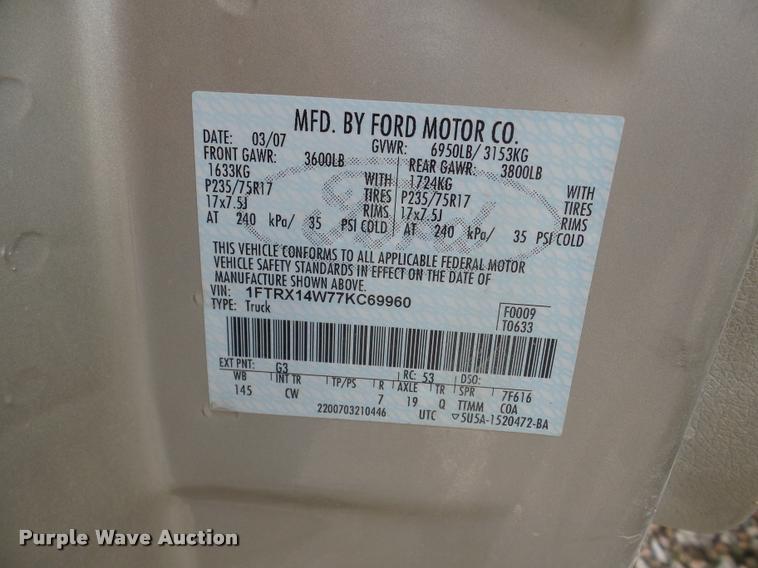 MFD. BY FORD MOTOR CO.
DATE: 03/07 GVWR: 6950LB/ 3153KG
FRONT GAWR: 3600LB REAR GAWR: 3800LB
1633KG WITH 1724KG WITH
P235/75R17 TIRES P235/75R17 TIRES
17x7.5J RIMS 17x7.5J RIMS
AT 240 kPa/ 35 PSI COLD AT 240 kPa/ 35 PSI COLD
Ford
THIS VEHICLE CONFORMS TO ALL APPLICABLE FEDERAL MOTOR
VEHICLE SAFETY STANDARDS IN EFFECT ON THE DATE OF
MANUFACTURE SHOWN ABOVE.
VIN: 1FTRX14W77KC69960
TYPE: Truck
F0009
T0633
EXT PNT: G3 RC: 53 DSO:
WB INT TR TP/PS R AXLE TR SPR 7F616
145 CW 7 19 Q TTMM COA
2200703210446 UTC ▽5U5A-1520472-BA
Purple Wave Auction